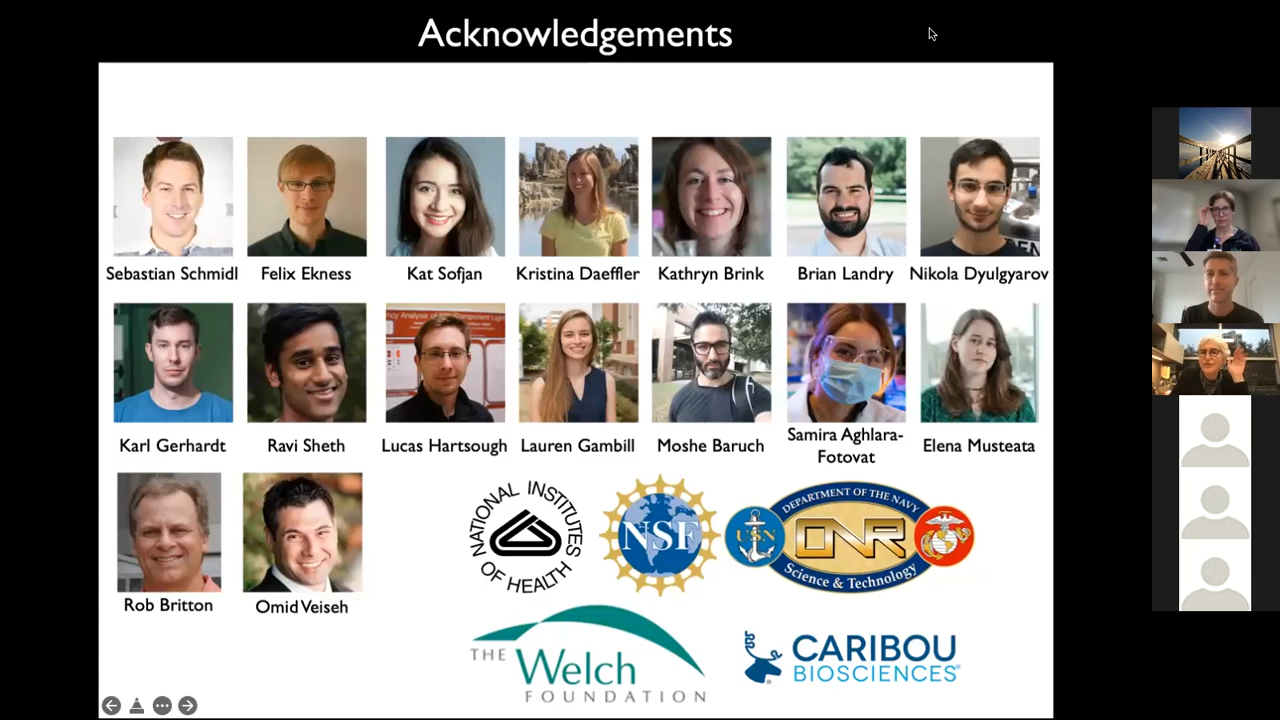 Acknowledgements
Sebastian Schmidl
Felix Ekness
Kat Sofjan
Kristina Daeffler
Kathryn Brink
Brian Landry
Nikola Dyulgyarov
Karl Gerhardt
Ravi Sheth
Lucas Hartsough
Lauren Gambill
Moshe Baruch
Samira Aghlara-
Fotovat
Elena Musteata
Rob Britton
Omid Veiseh
NATIONAL INSTITUTES
OF HEALTH
NSF
DEPARTMENT OF THE NAVY
USN
ONR
Science & Technology
THE Welch
FOUNDATION
CARIBOU
BIOSCIENCES®